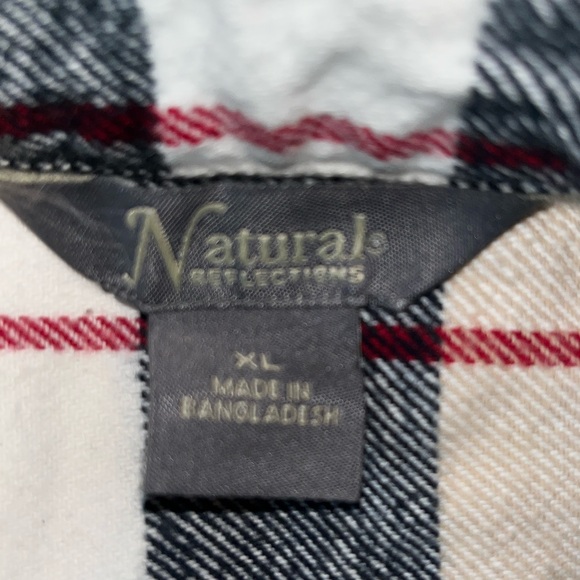 Natural®
REFLECTIONS
XL
MADE IN
BANGLADESH